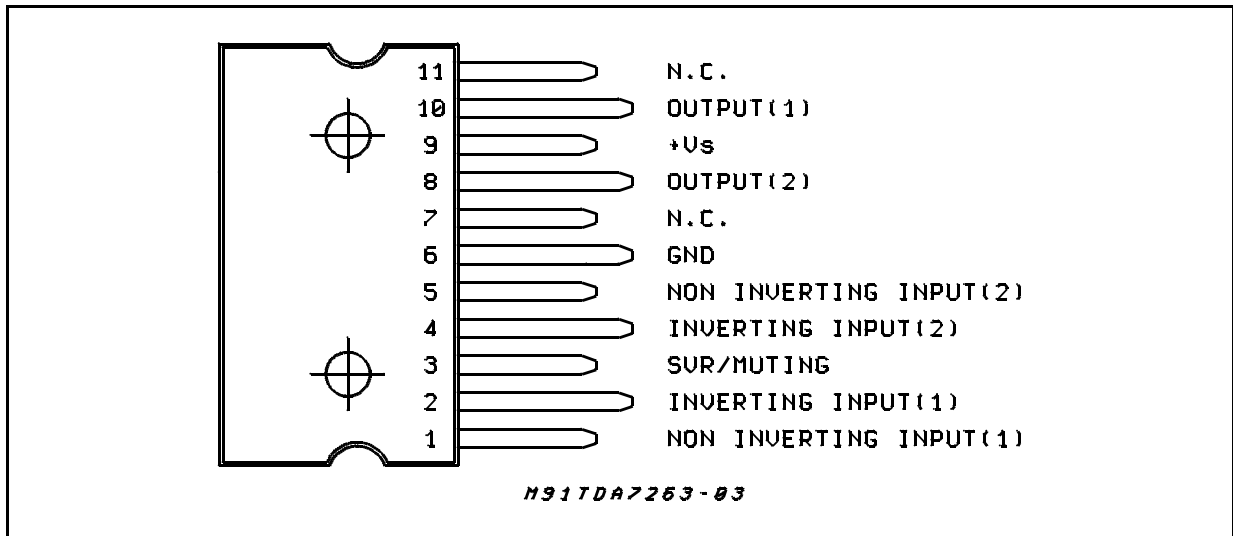 11 N.C.
10 OUTPUT(1)
9 +Vs
8 OUTPUT(2)
7 N.C.
6 GND
5 NON INVERTING INPUT(2)
4 INVERTING INPUT(2)
3 SVR/MUTING
2 INVERTING INPUT(1)
1 NON INVERTING INPUT(1)
M91TDA7263-03